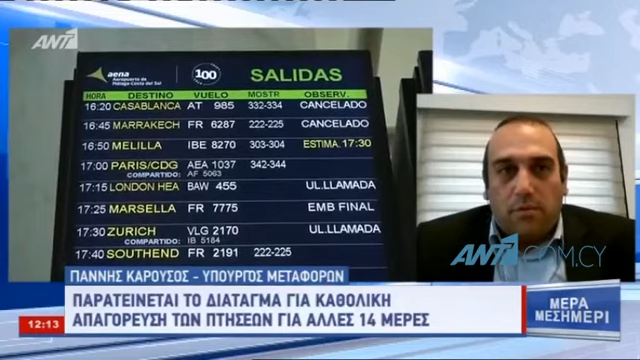 ΑΝΤ1
aena
Aeropuerto de
Málaga-Costa del Sol
100
SALIDAS
HORA DESTINO VUELO MOSTR OBSERV.
16:20 CASABLANCA AT 985 332-334 CANCELADO
16:45 MARRAKECH FR 6287 222-225 CANCELADO
16:50 MELILLA IBE 8270 303-304 ESTIMA. 17:30
17:00 PARIS/CDG AEA 1037 342-344
COMPARTIDO: AF 5063
17:15 LONDON HEA BAW 455 UL.LLAMADA
17:25 MARSELLA FR 7775 EMB FINAL
17:30 ZURICH VLG 2170 UL.LLAMADA
COMPARTIDO: IB 5184
17:40 SOUTHEND FR 2191 222-225
ANT1.COM.CY
ΓΙΑΝΝΗΣ ΚΑΡΟΥΣΟΣ – ΥΠΟΥΡΓΟΣ ΜΕΤΑΦΟΡΩΝ
ΠΑΡΑΤΕΙΝΕΤΑΙ ΤΟ ΔΙΑΤΑΓΜΑ ΓΙΑ ΚΑΘΟΛΙΚΗ
ΑΠΑΓΟΡΕΥΣΗ ΤΩΝ ΠΤΗΣΕΩΝ ΓΙΑ ΑΛΛΕΣ 14 ΜΕΡΕΣ
12:13
ΜΕΡΑ
ΜΕΣΗΜΕΡΙ